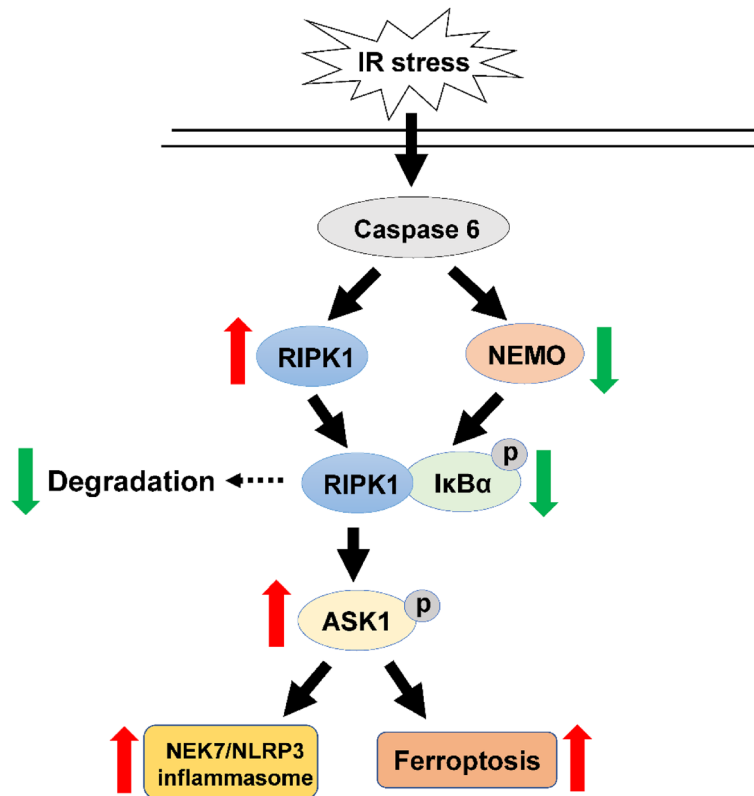 IR stress
Caspase 6
RIPK1
NEMO
p
Degradation
RIPK1
IκBα
p
ASK1
NEK7/NLRP3
inflammasome
Ferroptosis